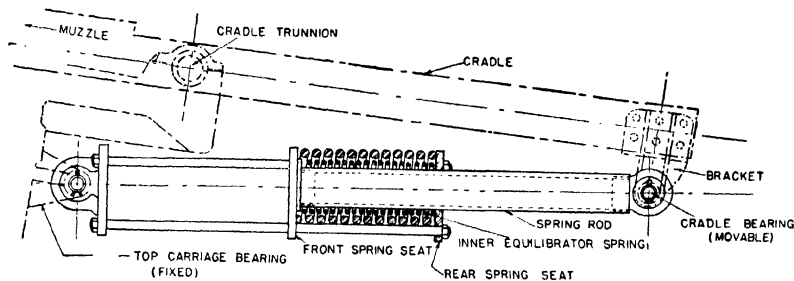 MUZZLE
CRADLE TRUNNION
CRADLE
BRACKET
SPRING ROD
CRADLE BEARING
(MOVABLE)
FRONT SPRING SEAT
INNER EQUILIBRATOR SPRING
TOP CARRIAGE BEARING
(FIXED)
REAR SPRING SEAT